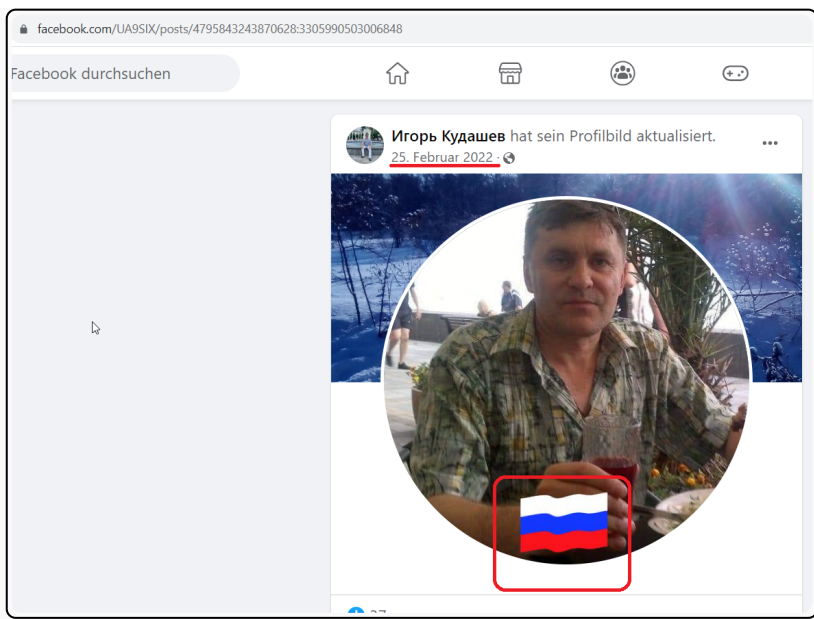 facebook.com/UA9SIX/posts/4795843243870628:3305990503006848
Facebook durchsuchen
Игорь Кудашев hat sein Profilbild aktualisiert.
25. Februar 2022 ·